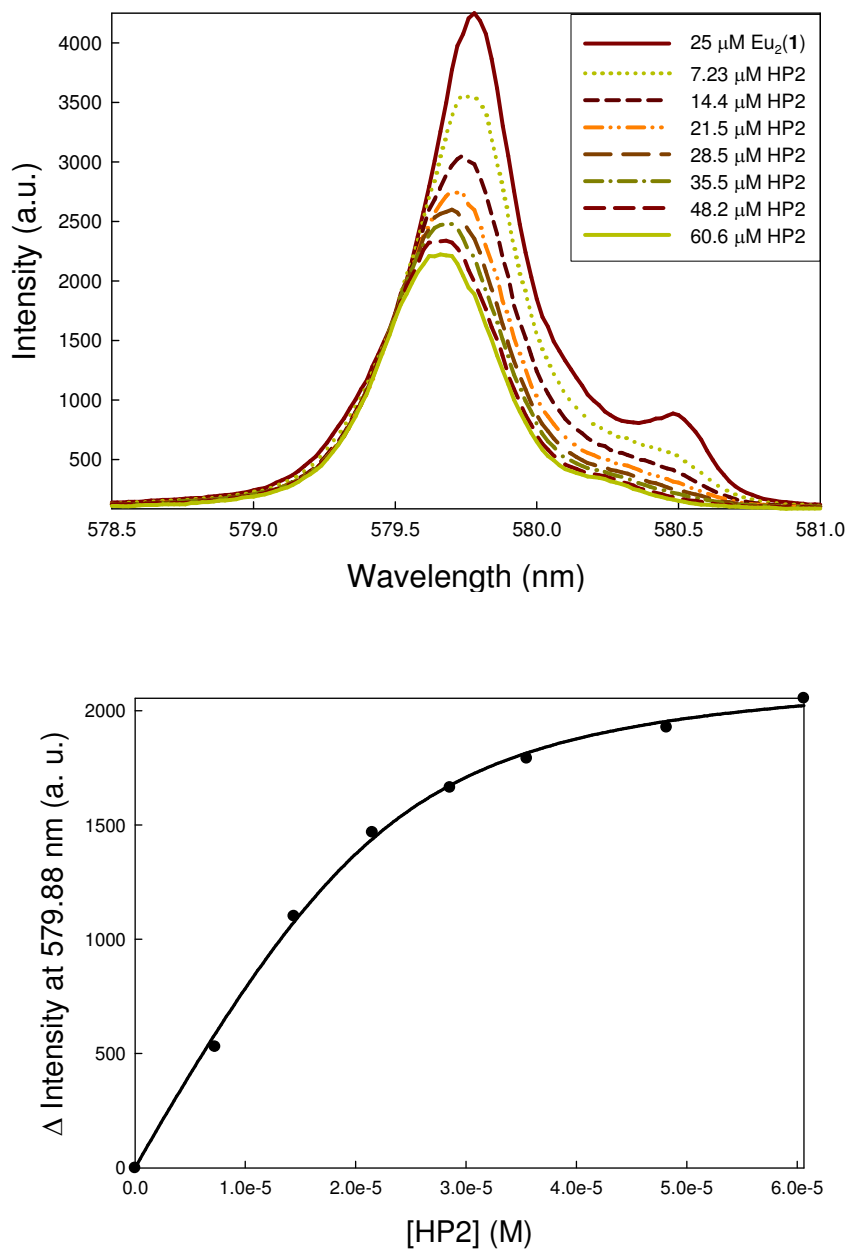 4000
3500
3000
2500
2000
1500
1000
500
Intensity (a.u.)
25 μM Eu₂(1)
7.23 μM HP2
14.4 μM HP2
21.5 μM HP2
28.5 μM HP2
35.5 μM HP2
48.2 μM HP2
60.6 μM HP2
578.5 579.0 579.5 580.0 580.5 581.0
Wavelength (nm)
2000
1500
1000
500
0
Δ Intensity at 579.88 nm (a. u.)
0.0 1.0e-5 2.0e-5 3.0e-5 4.0e-5 5.0e-5 6.0e-5
[HP2] (M)